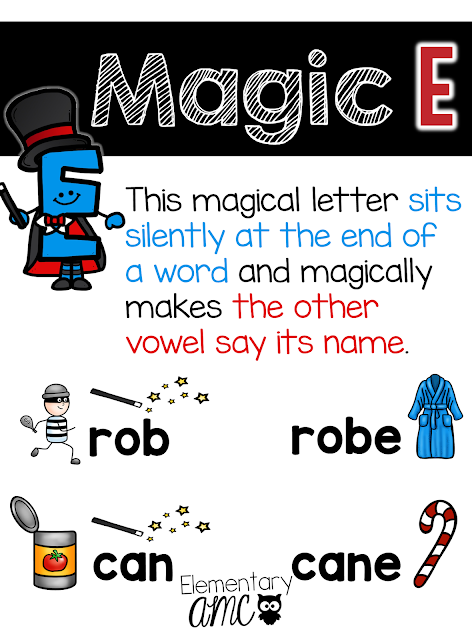 Magic E
This magical letter sits
silently at the end of
a word and magically
makes the other
vowel say its name.
rob robe
can cane
Elementary
amc